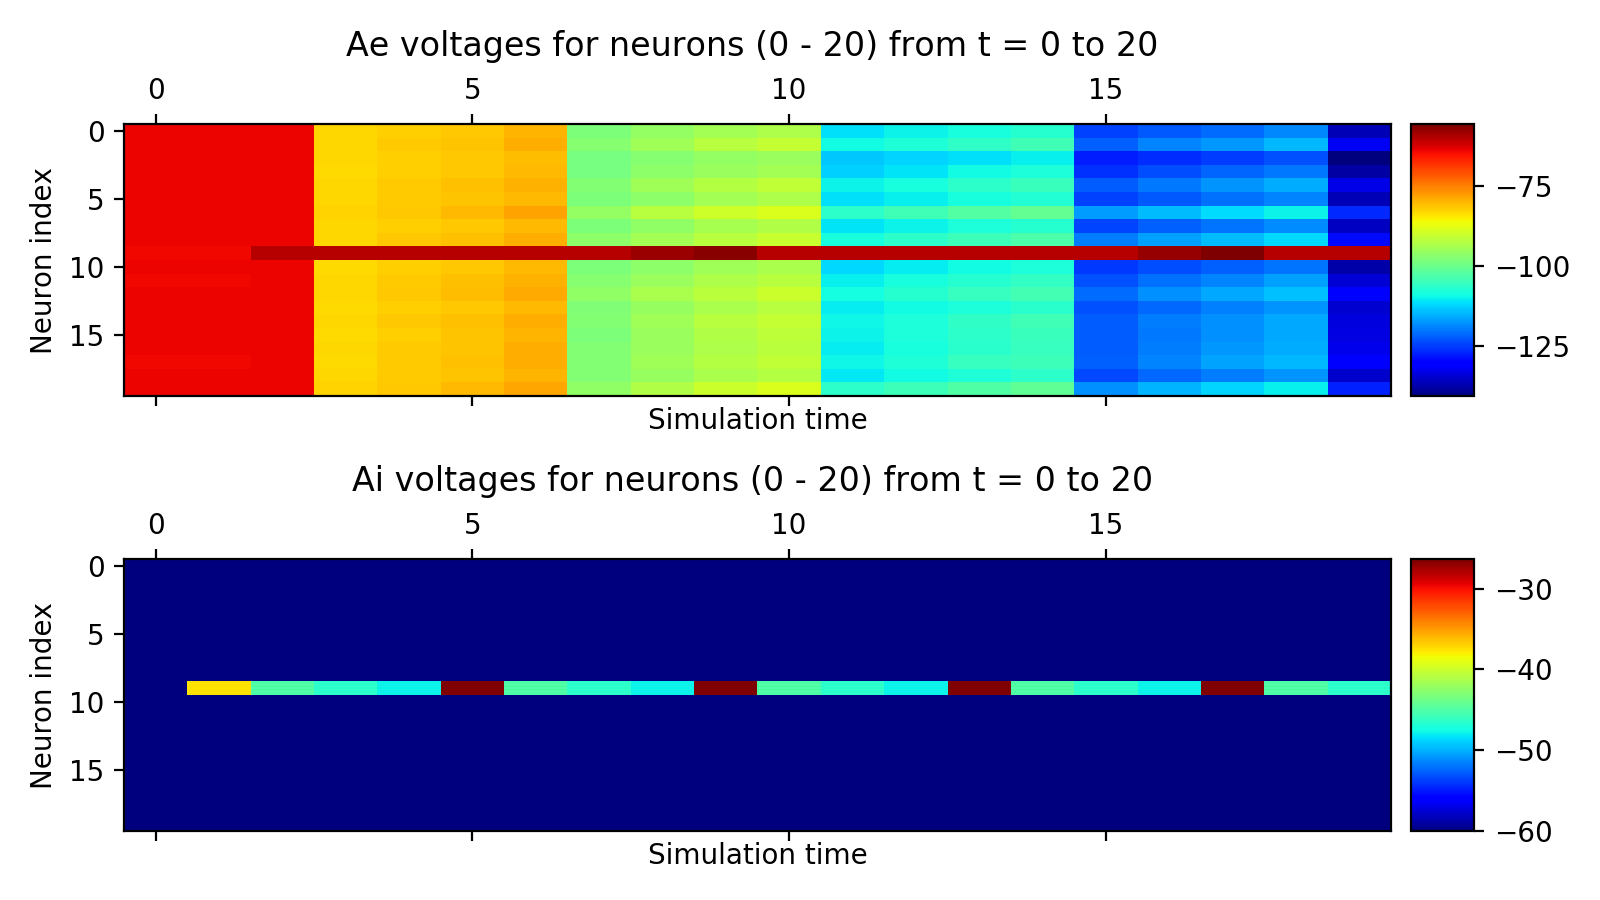 Ae voltages for neurons (0 - 20) from t = 0 to 20
0 5 10 15
Neuron index
0
5
10
15
Simulation time
−75
−100
−125
Ai voltages for neurons (0 - 20) from t = 0 to 20
0 5 10 15
Neuron index
0
5
10
15
Simulation time
−30
−40
−50
−60